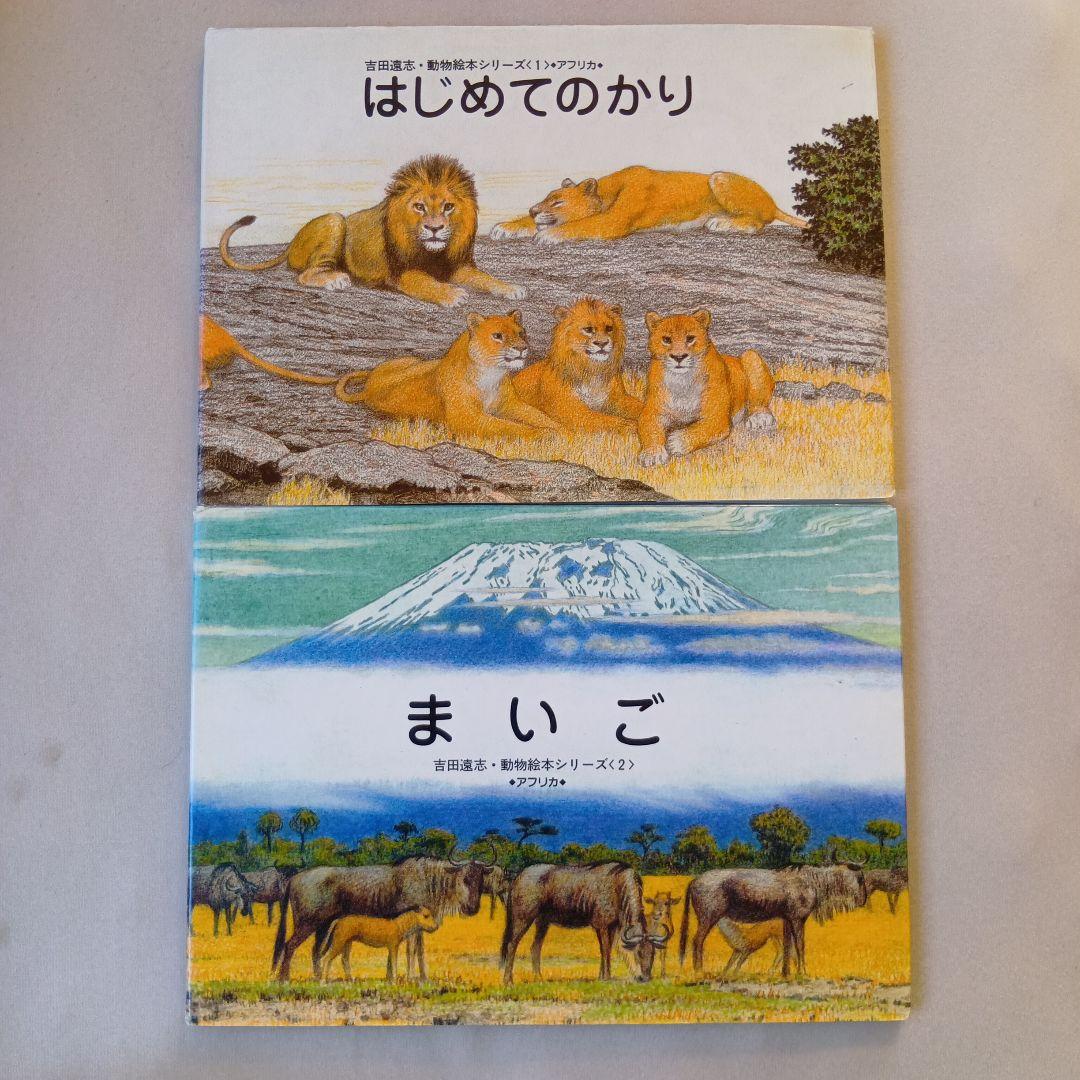 吉田遠志・動物絵本シリーズ〈1〉◆アフリカ◆
はじめてのかり
まいご
吉田遠志・動物絵本シリーズ〈2〉
◆アフリカ◆